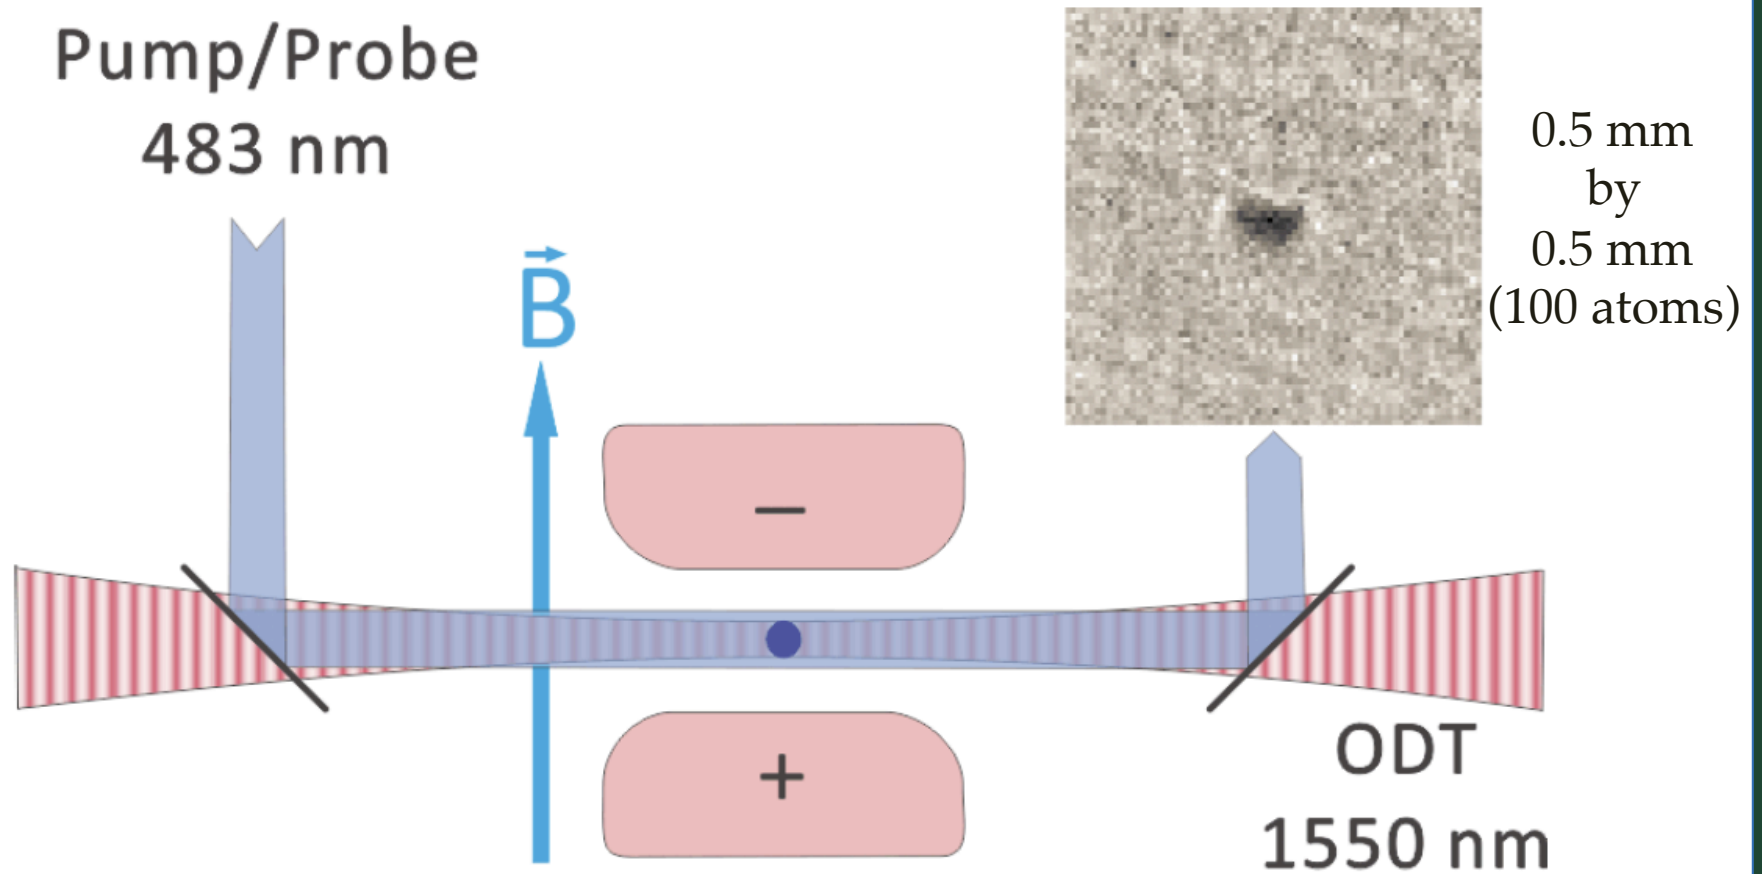 Pump/Probe
483 nm
0.5 mm
by
0.5 mm
(100 atoms)
B
−
+
ODT
1550 nm